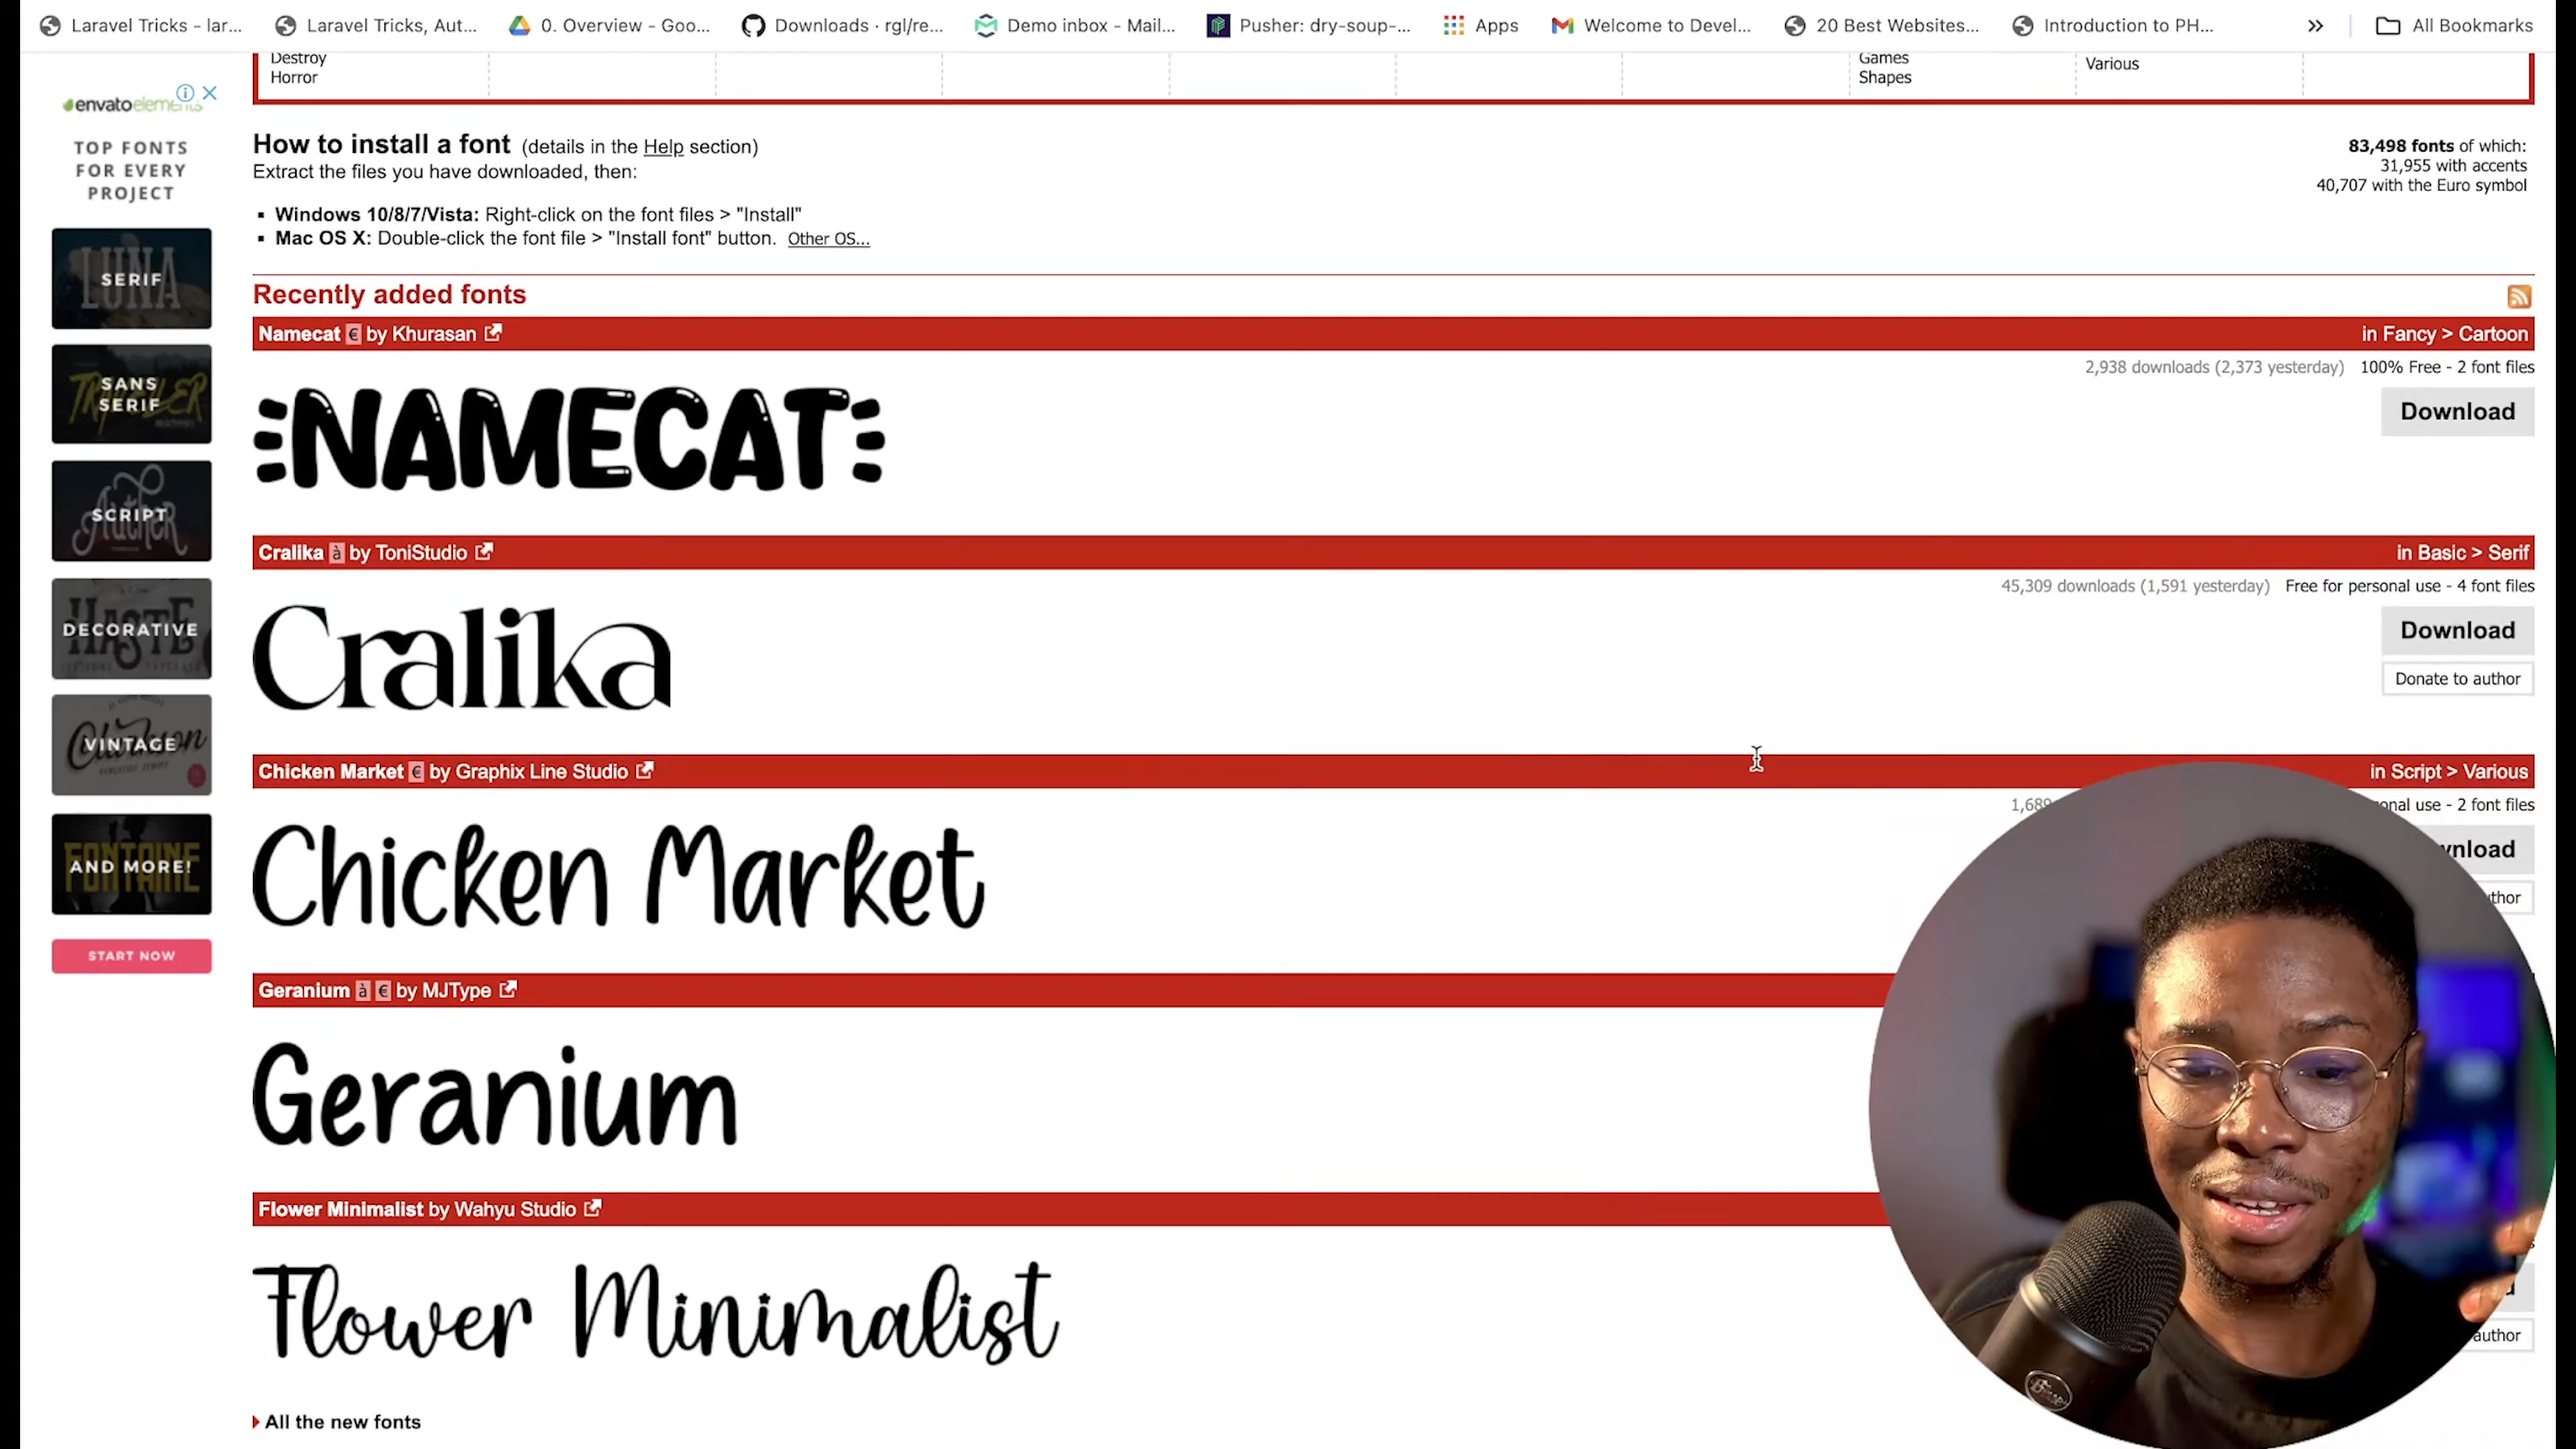 Laravel Tricks - lar... Laravel Tricks, Aut... 0. Overview - Goo... Downloads · rgl/re... Demo inbox - Mail... Pusher: dry-soup-... Apps Welcome to Devel... 20 Best Websites... Introduction to PH... All Bookmarks
Destroy
Horror
Games
Shapes
Various
envatoelements
TOP FONTS
FOR EVERY
PROJECT
SERIF
SANS
SERIF
SCRIPT
DECORATIVE
VINTAGE
AND MORE!
START NOW
How to install a font (details in the Help section)
Extract the files you have downloaded, then:
▪ Windows 10/8/7/Vista: Right-click on the font files > "Install"
▪ Mac OS X: Double-click the font file > "Install font" button. Other OS...
83,498 fonts of which:
31,955 with accents
40,707 with the Euro symbol
Recently added fonts
Namecat € by Khurasan in Fancy > Cartoon
2,938 downloads (2,373 yesterday) 100% Free - 2 font files
NAMECAT
Download
Cralika à by ToniStudio in Basic > Serif
45,309 downloads (1,591 yesterday) Free for personal use - 4 font files
Cralika
Download
Donate to author
Chicken Market € by Graphix Line Studio in Script > Various
1,689 onal use - 2 font files
Chicken Market
nload
thor
Geranium à € by MJType
Geranium
Flower Minimalist by Wahyu Studio
Flower Minimalist
author
All the new fonts